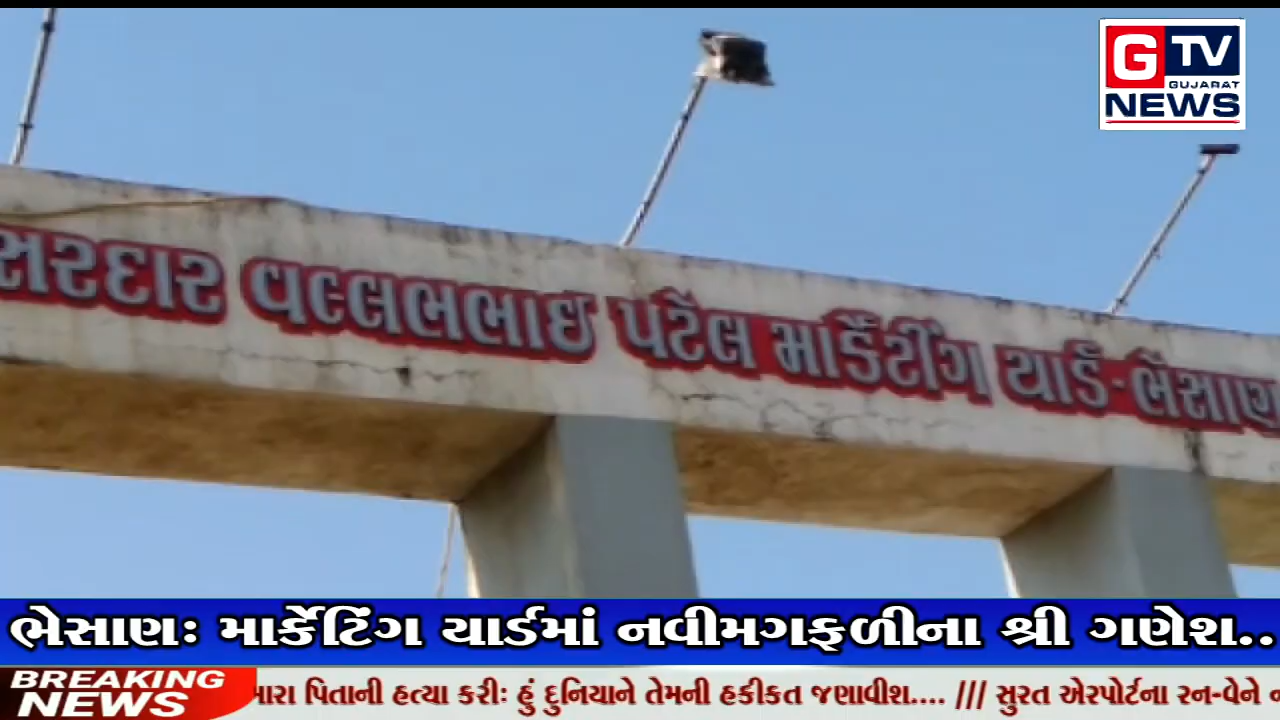 G TV
GUJARAT
NEWS
સરદાર વલ્લભભાઇ પટેલ માર્કેટીંગ યાર્ડ-ભેસાણ
ભેસાણઃ માર્કેટિંગ યાર્ડમાં નવીમગફળીના શ્રી ગણેશ..
BREAKING
NEWS
પિતાની હત્યા કરીઃ હું દુનિયાને તેમની હકીકત જણાવીશ.... /// સુરત એરપોર્ટના રન-વેને